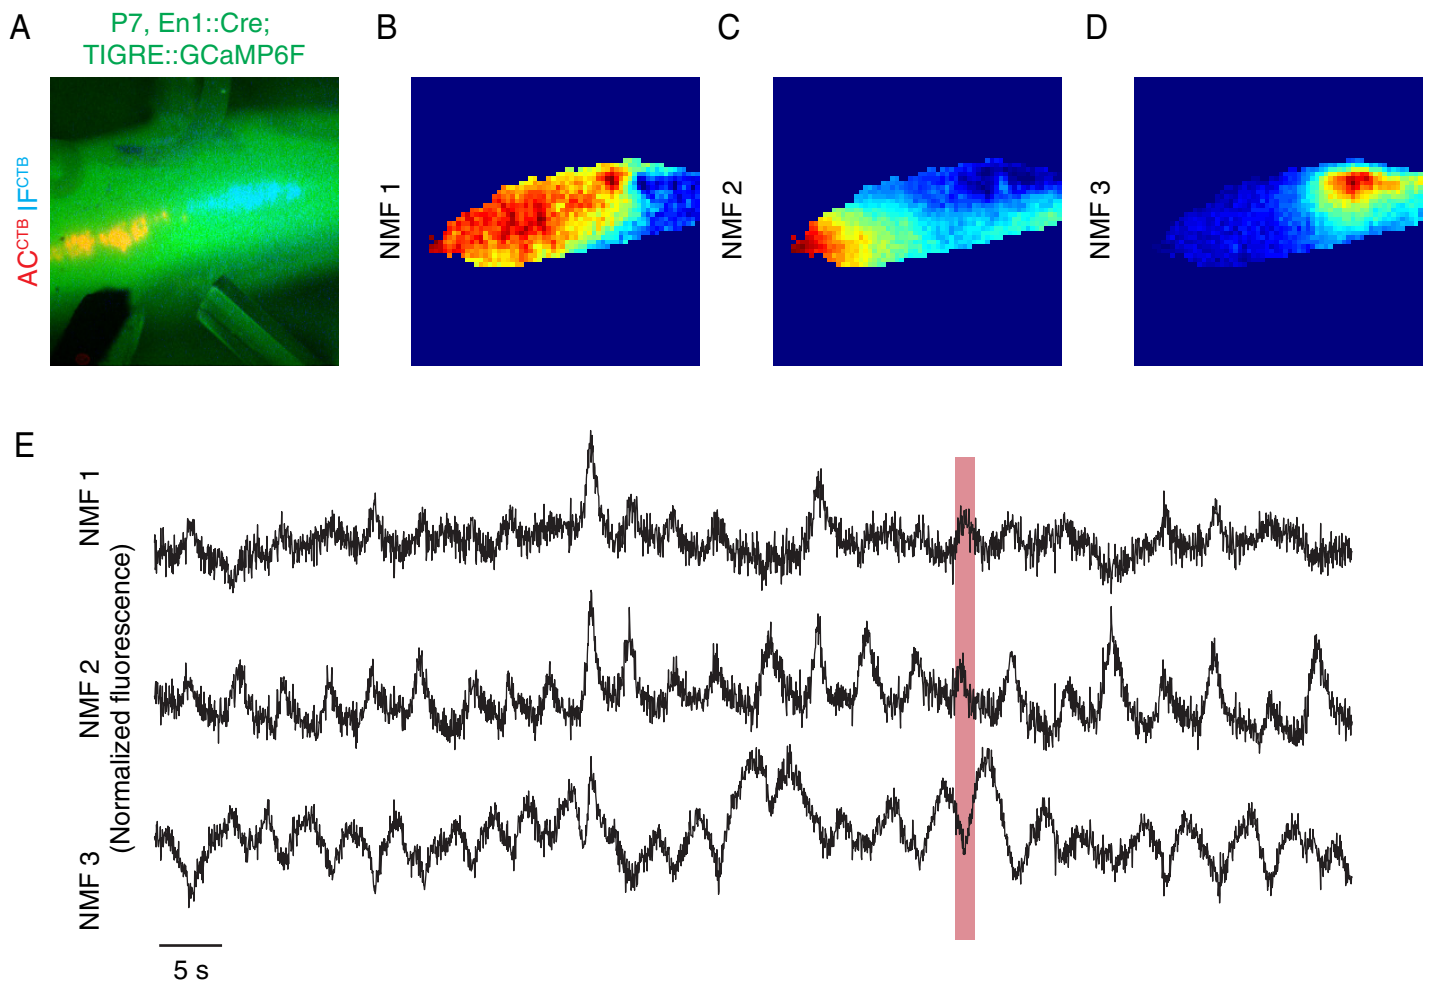 A
P7, En1::Cre;
TIGRE::GCaMP6F
B
C
D
AC^CTB IF^CTB
NMF 1
NMF 2
NMF 3
E
NMF 1
NMF 2
NMF 3
(Normalized fluorescence)
5 s